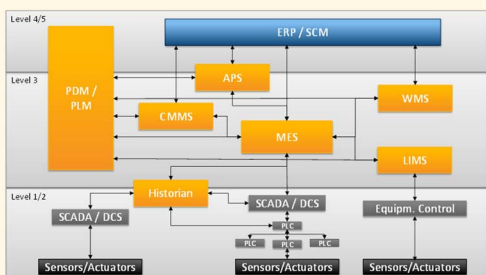 Level 4/5
ERP / SCM
APS
Level 3
PDM /
PLM
WMS
CMMS
MES
LIMS
Level 1/2
Historian
SCADA / DCS
SCADA / DCS
Equipm. Control
PLC
PLC
PLC
PLC
Sensors/Actuators
Sensors/Actuators
Sensors/Actuators